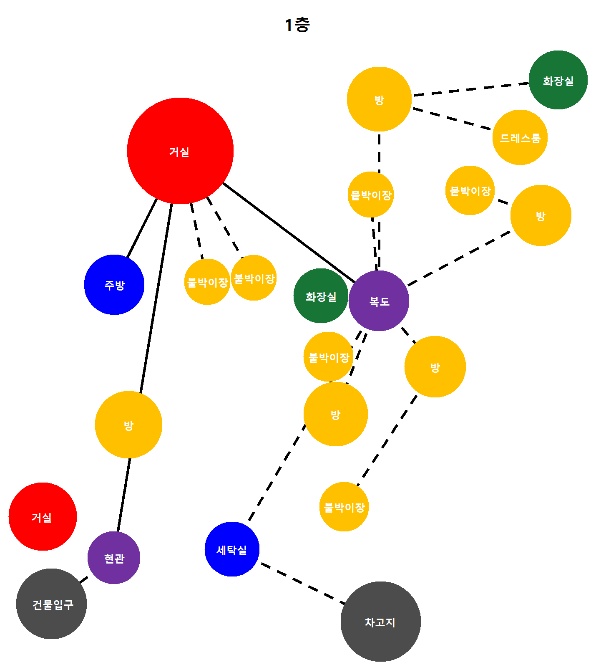 1층
화장실
방
드레스룸
거실
붙박이장
붙박이장
방
주방
붙박이장
붙박이장
화장실
복도
붙박이장
방
방
방
붙박이장
거실
현관
세탁실
건물입구
차고지